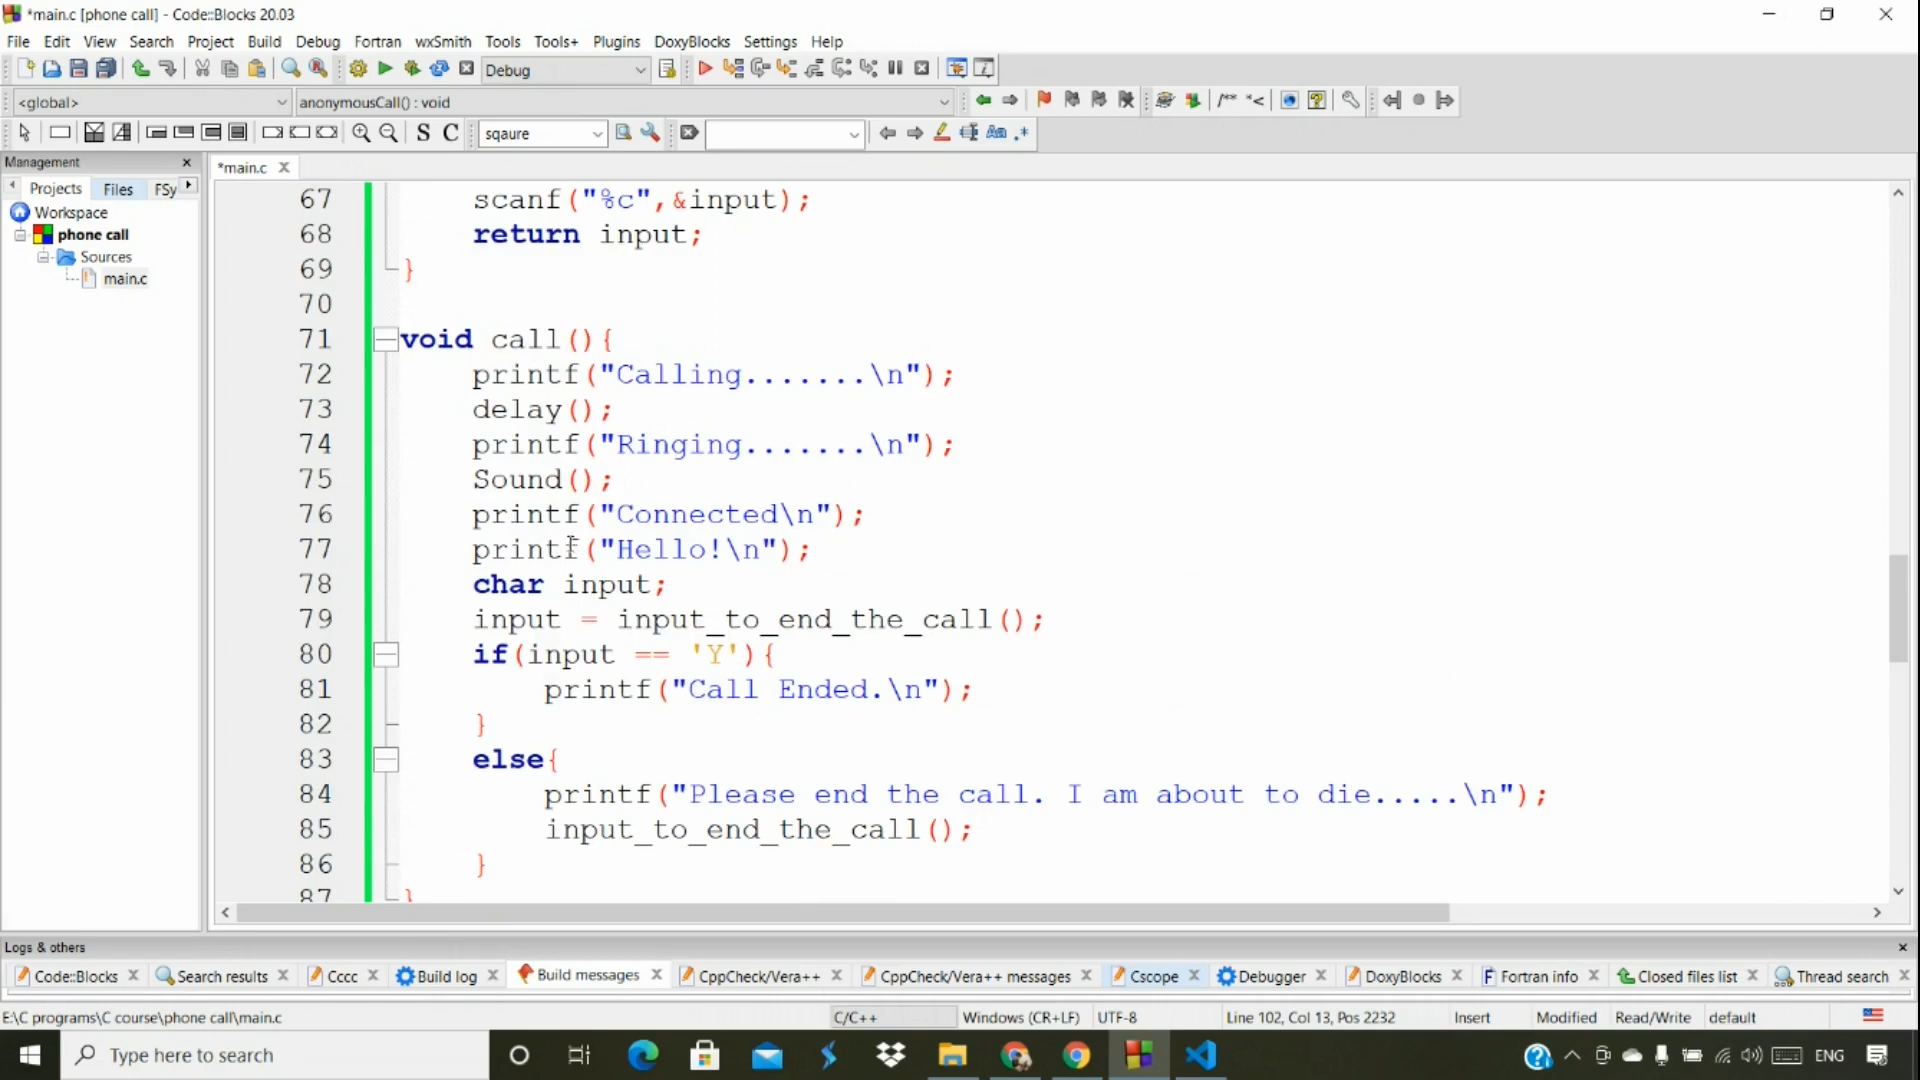 *main.c [phone call] - Code::Blocks 20.03
File Edit View Search Project Build Debug Fortran wxSmith Tools Tools+ Plugins DoxyBlocks Settings Help
Debug
<global> anonymousCall() : void
/** *< 
S C sqaure Aa .*
Management
Projects Files FSy
*main.c
Workspace
phone call
Sources
main.c
67 scanf("%c",&input);
68 return input;
69 }
70
71 void call(){
72 printf("Calling.......\n");
73 delay();
74 printf("Ringing.......\n");
75 Sound();
76 printf("Connected\n");
77 printf("Hello!\n");
78 char input;
79 input = input_to_end_the_call();
80 if(input == 'Y'){
81 printf("Call Ended.\n");
82 }
83 else{
84 printf("Please end the call. I am about to die.....\n");
85 input_to_end_the_call();
86 }
87 }
Logs & others
Code::Blocks Search results Cccc Build log Build messages CppCheck/Vera++ CppCheck/Vera++ messages Cscope Debugger DoxyBlocks Fortran info Closed files list Thread search
E:\C programs\C course\phone call\main.c C/C++ Windows (CR+LF) UTF-8 Line 102, Col 13, Pos 2232 Insert Modified Read/Write default
Type here to search ENG